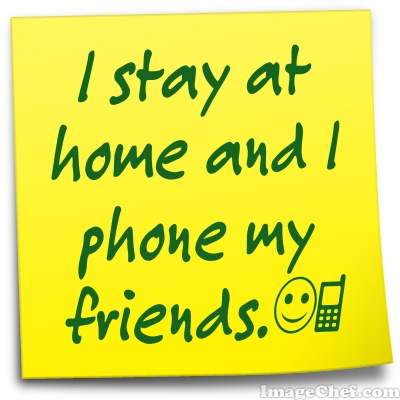 I stay at
home and I
phone my
friends.
ImageChef.com